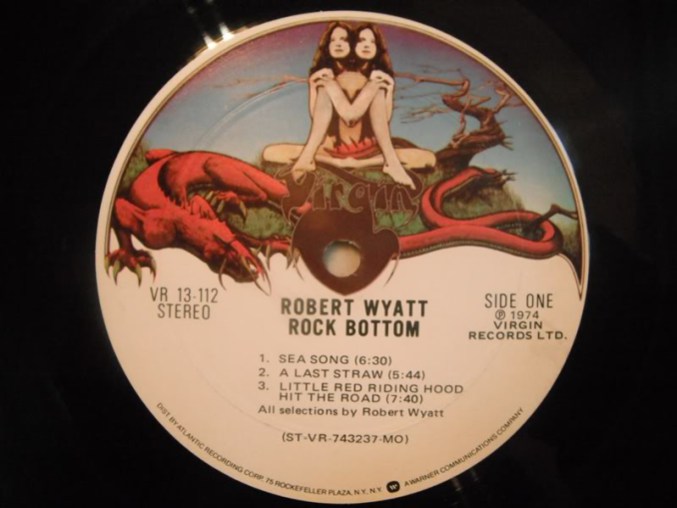 Virgin
VR 13-112
STEREO
SIDE ONE
℗ 1974
VIRGIN
RECORDS LTD.
ROBERT WYATT
ROCK BOTTOM
1. SEA SONG (6:30)
2. A LAST STRAW (5:44)
3. LITTLE RED RIDING HOOD
HIT THE ROAD (7:40)
All selections by Robert Wyatt
(ST-VR-743237-MO)
DIST. BY ATLANTIC RECORDING CORP., 75 ROCKEFELLER PLAZA, N.Y., N.Y. W A WARNER COMMUNICATIONS COMPANY